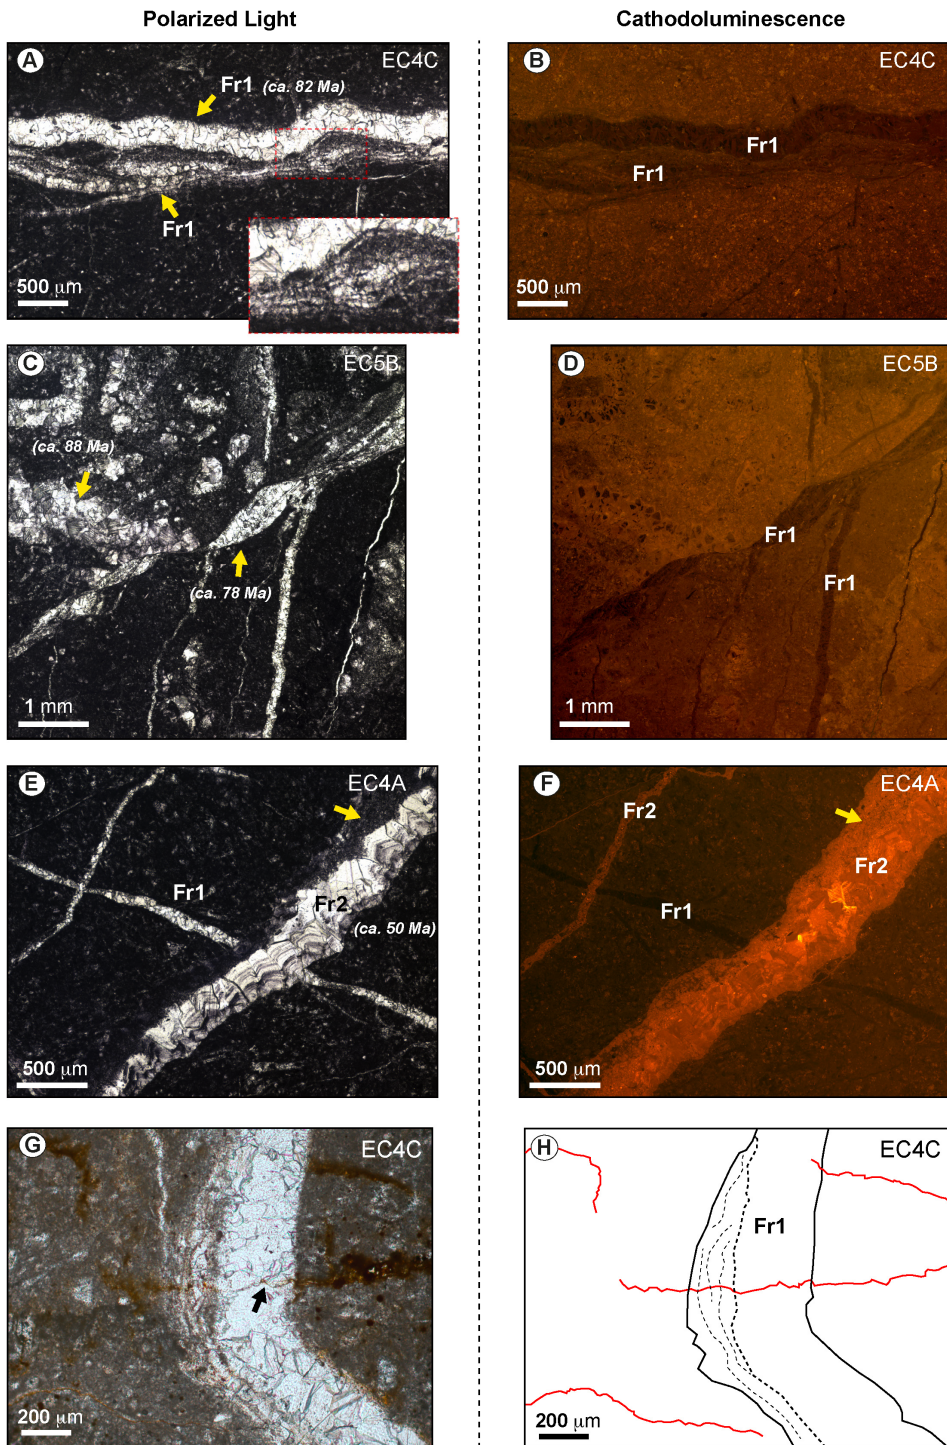 Polarized Light
Cathodoluminescence
A
EC4C
Fr1 (ca. 82 Ma)
Fr1
500 μm
B
EC4C
Fr1
Fr1
500 μm
C
EC5B
(ca. 88 Ma)
(ca. 78 Ma)
1 mm
D
EC5B
Fr1
Fr1
1 mm
E
EC4A
Fr1
Fr2
(ca. 50 Ma)
500 μm
F
EC4A
Fr2
Fr2
Fr1
500 μm
G
EC4C
200 μm
H
EC4C
Fr1
200 μm